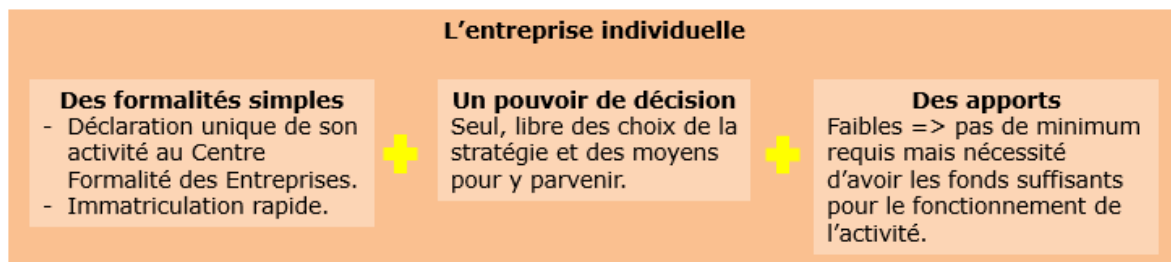 L’entreprise individuelle
Des formalités simples
- Déclaration unique de son
activité au Centre
Formalité des Entreprises.
- Immatriculation rapide.
Un pouvoir de décision
Seul, libre des choix de la
stratégie et des moyens
pour y parvenir.
Des apports
Faibles => pas de minimum
requis mais nécessité
d’avoir les fonds suffisants
pour le fonctionnement de
l’activité.